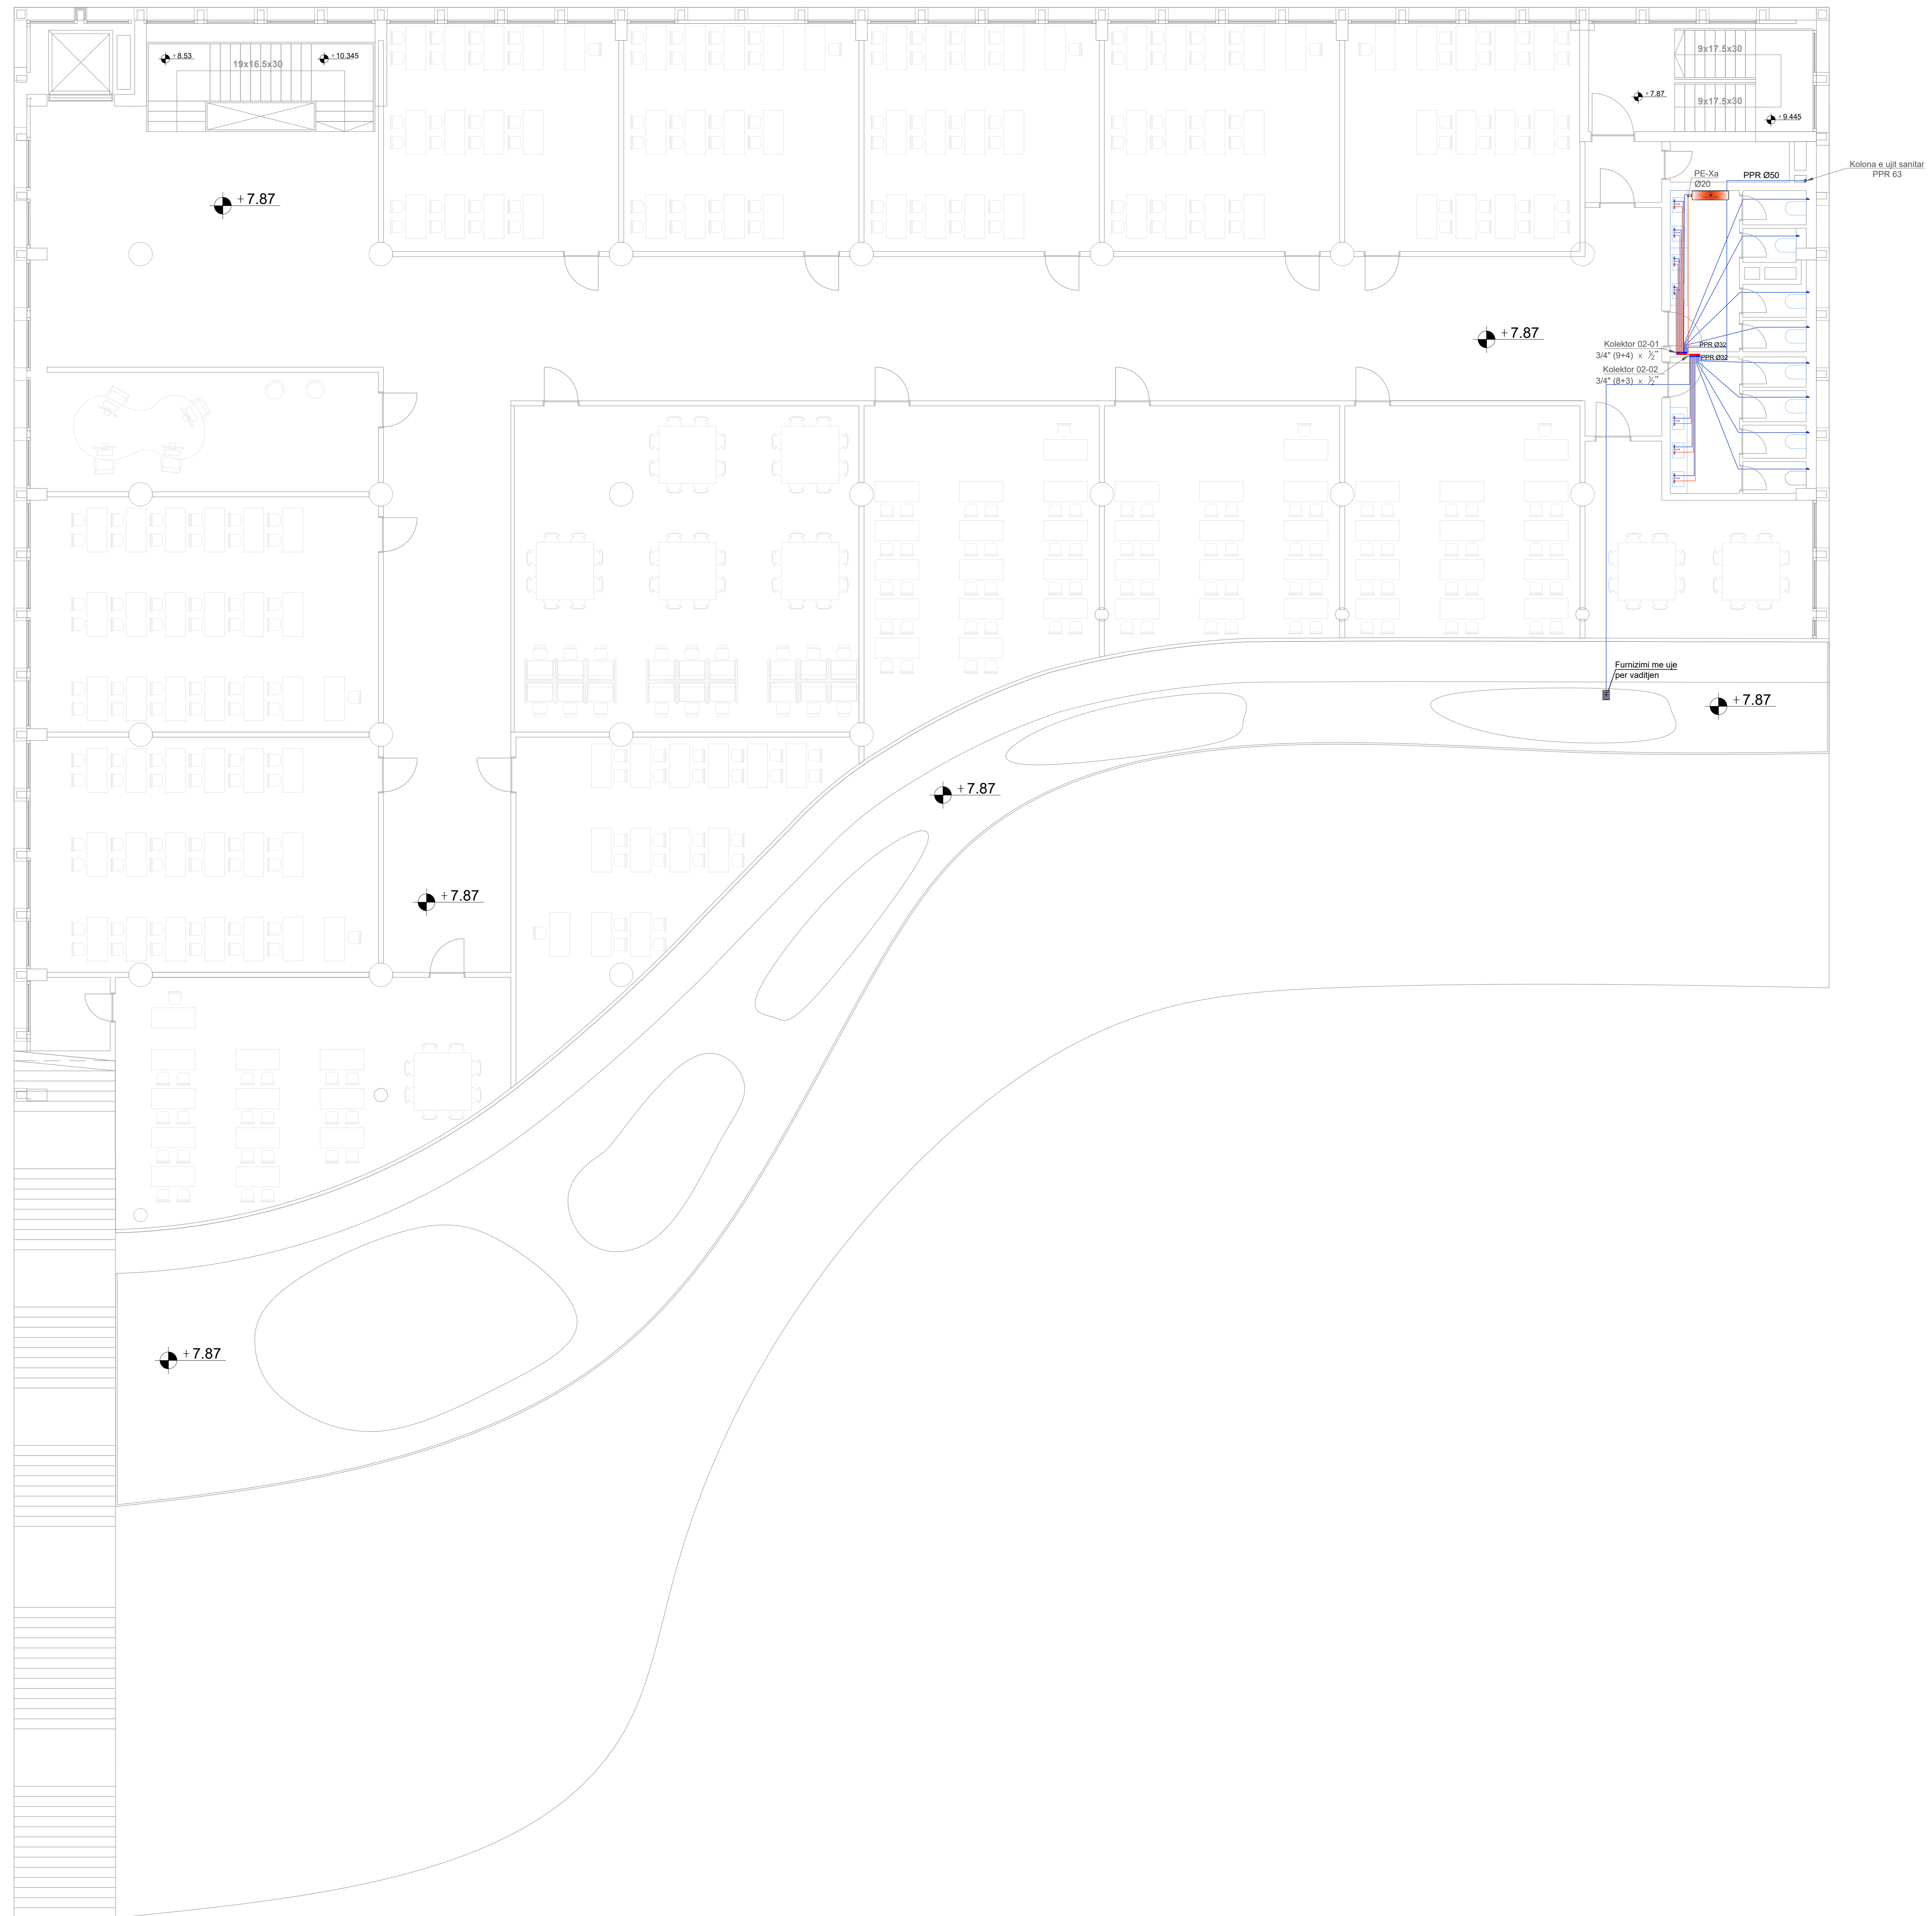 +8.53
19x16.5x30
+10.345
9x17.5x30
+7.87
9x17.5x30
+9.445
Kolona e ujit sanitar
PPR 63
PE-Xa
Ø20
PPR Ø50
+7.87
+7.87
Kolektor 02-01
3/4" (9+4) x ½"
PPR Ø32
PPR Ø32
Kolektor 02-02
3/4" (8+3) x ½"
Furnizimi me uje
per vaditjen
+7.87
+7.87
+7.87
+7.87